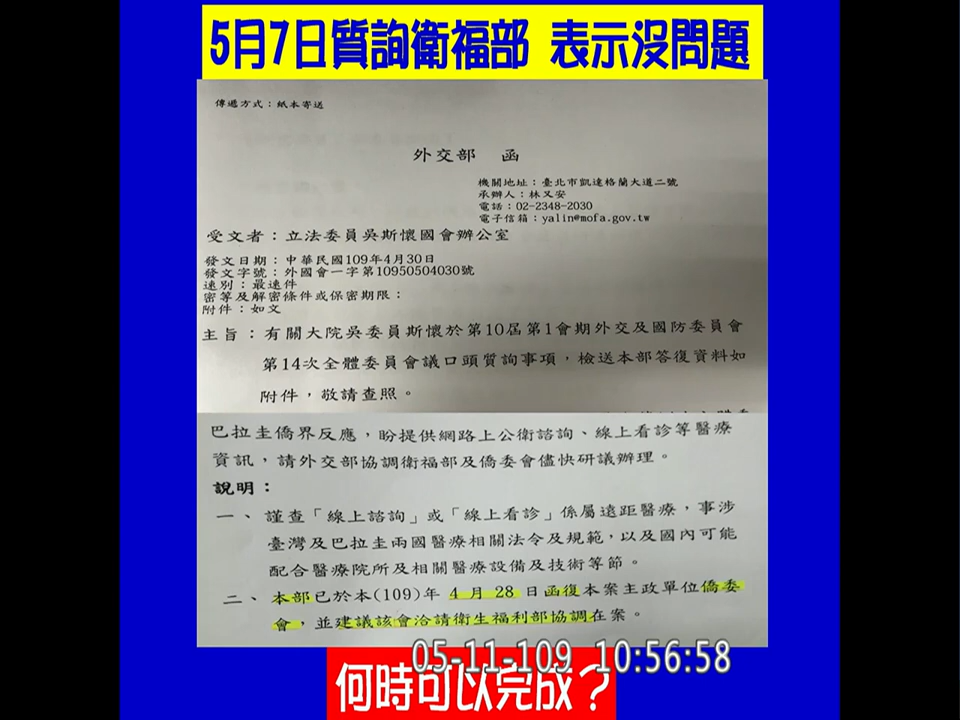 5月7日質詢衛福部 表示沒問題
傳遞方式：紙本寄送
外交部 函
機關地址：臺北市凱達格蘭大道二號
承辦人：林又安
電話：02-2348-2030
電子信箱：yalin@mofa.gov.tw
受文者：立法委員吳斯懷國會辦公室
發文日期：中華民國109年4月30日
發文字號：外國會一字第10950504030號
速別：最速件
密等及解密條件或保密期限：
附件：如文
主旨：有關大院吳委員斯懷於第10屆第1會期外交及國防委員會
第14次全體委員會議口頭質詢事項，檢送本部答復資料如
附件，敬請查照。
巴拉圭僑界反應，盼提供網路上公衛諮詢、線上看診等醫療
資訊，請外交部協調衛福部及僑委會儘快研議辦理。
說明：
一、謹查「線上諮詢」或「線上看診」係屬遠距醫療，事涉
臺灣及巴拉圭兩國醫療相關法令及規範，以及國內可能
配合醫療院所及相關醫療設備及技術等節。
二、本部已於本(109)年 4 月 28 日函復本案主政單位僑委
會，並建議該會洽請衛生福利部協調在案。
05-11-109 10:56:58
何時可以完成？